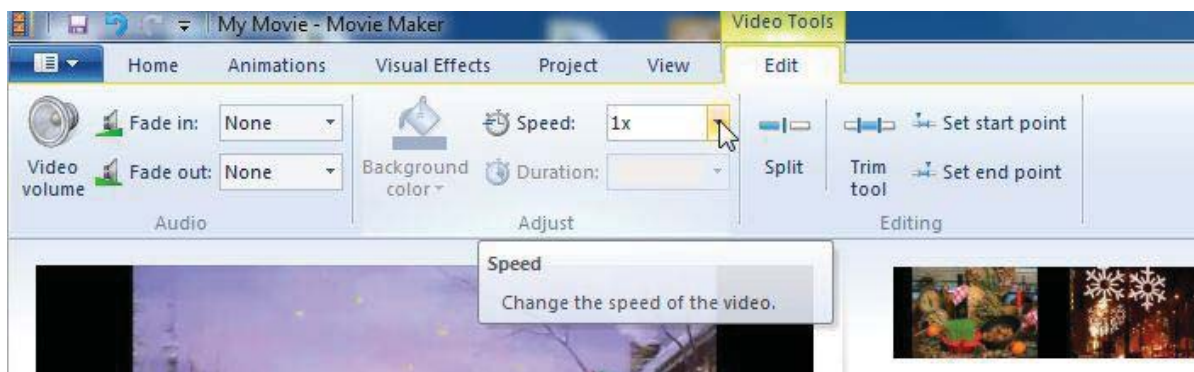 My Movie - Movie Maker
Video Tools
Home Animations Visual Effects Project View Edit
Fade in: None
Speed: 1x
Set start point
Video volume
Fade out: None
Background color
Duration:
Split
Trim tool
Set end point
Audio
Adjust
Editing
Speed
Change the speed of the video.